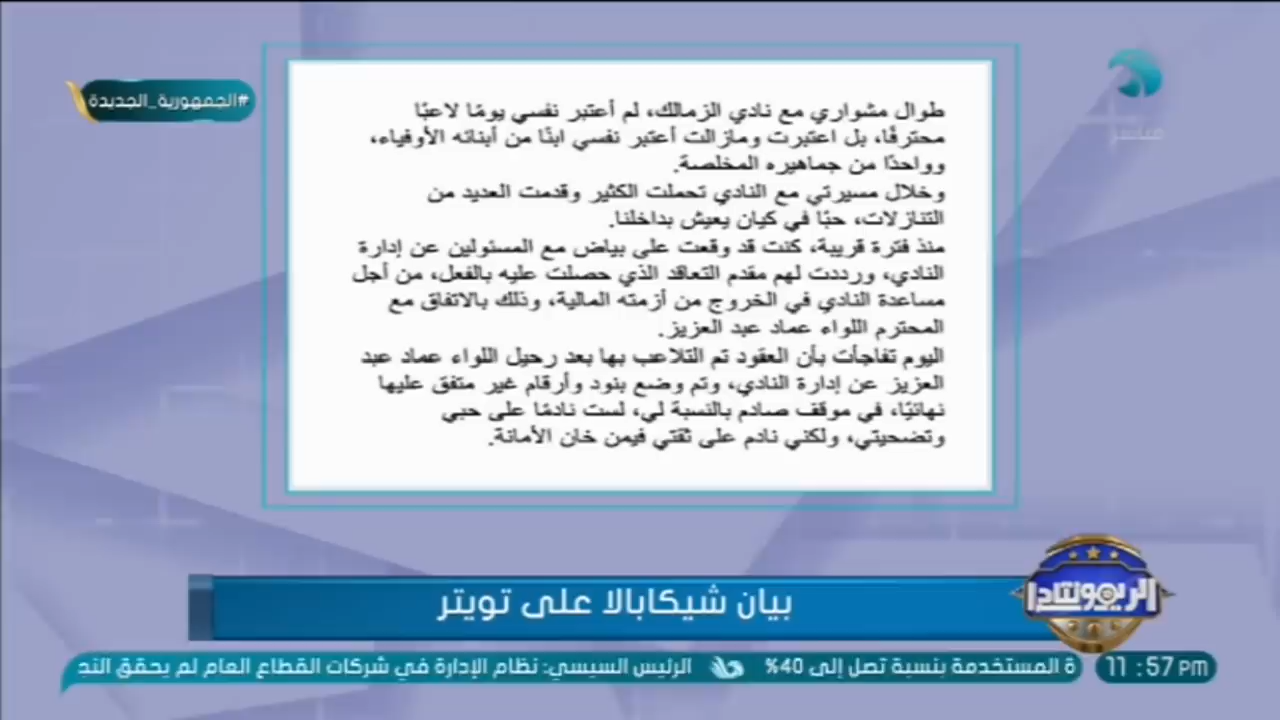 #الجمهورية_الجديدة
مباشر
طوال مشواري مع نادي الزمالك، لم أعتبر نفسي يومًا لاعبًا
محترفًا، بل اعتبرت ومازالت أعتبر نفسي ابنًا من أبنائه الأوفياء،
وواحدًا من جماهيره المخلصة.
وخلال مسيرتي مع النادي تحملت الكثير وقدمت العديد من
التنازلات، حبًا في كيان يعيش بداخلنا.
منذ فترة قريبة، كنت قد وقعت على بياض مع المسئولين عن إدارة
النادي، ورددت لهم مقدم التعاقد الذي حصلت عليه بالفعل، من أجل
مساعدة النادي في الخروج من أزمته المالية، وذلك بالاتفاق مع
المحترم اللواء عماد عبد العزيز.
اليوم تفاجأت بأن العقود تم التلاعب بها بعد رحيل اللواء عماد عبد
العزيز عن إدارة النادي، وتم وضع بنود وأرقام غير متفق عليها
نهائيًا، في موقف صادم بالنسبة لي، لست نادمًا على حبي
وتضحيتي، ولكني نادم على ثقتي فيمن خان الأمانة.
الريمونتادا
بيان شيكابالا على تويتر
11:57 PM
ة المستخدمة بنسبة تصل إلى 40% الرئيس السيسي: نظام الإدارة في شركات القطاع العام لم يحقق الند